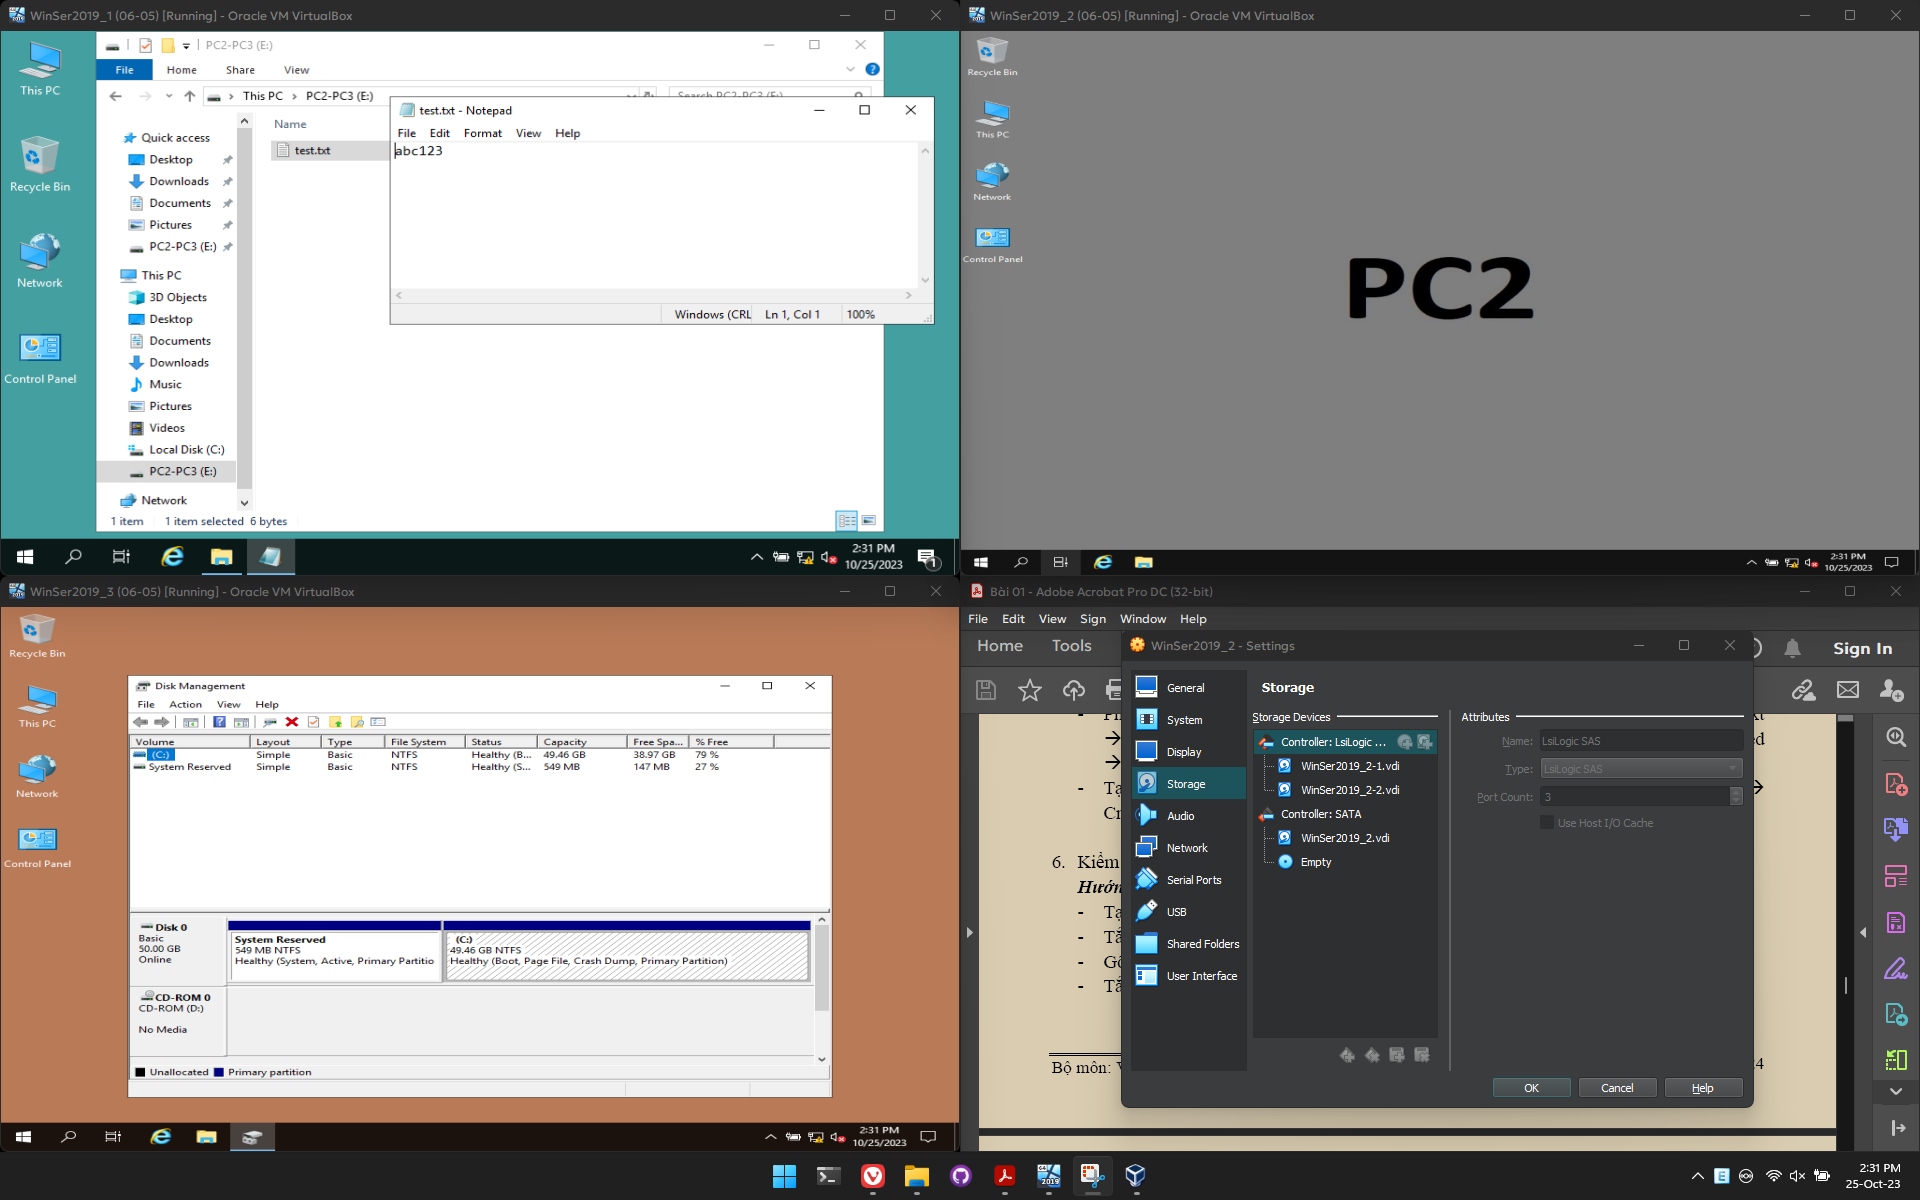 WinSer2019_1 (06-05) [Running] - Oracle VM VirtualBox
This PC
Recycle Bin
Network
Control Panel
PC2-PC3 (E:)
File Home Share View
This PC PC2-PC3 (E:)
Search PC2-PC3 (E:)
Quick access
Desktop
Downloads
Documents
Pictures
PC2-PC3 (E:)
This PC
3D Objects
Desktop
Documents
Downloads
Music
Pictures
Videos
Local Disk (C:)
PC2-PC3 (E:)
Network
Name
test.txt
1 item 1 item selected 6 bytes
test.txt - Notepad
File Edit Format View Help
abc123
Windows (CRL Ln 1, Col 1 100%
2:31 PM
10/25/2023
1
WinSer2019_2 (06-05) [Running] - Oracle VM VirtualBox
Recycle Bin
This PC
Network
Control Panel
PC2
2:31 PM
10/25/2023
WinSer2019_3 (06-05) [Running] - Oracle VM VirtualBox
Recycle Bin
This PC
Network
Control Panel
Disk Management
File Action View Help
Volume Layout Type File System Status Capacity Free Spa... % Free
(C:) Simple Basic NTFS Healthy (B... 49.46 GB 38.97 GB 79 %
System Reserved Simple Basic NTFS Healthy (S... 549 MB 147 MB 27 %
Disk 0
Basic
50.00 GB
Online
System Reserved
549 MB NTFS
Healthy (System, Active, Primary Partitio
(C:)
49.46 GB NTFS
Healthy (Boot, Page File, Crash Dump, Primary Partition)
CD-ROM 0
CD-ROM (D:)
No Media
Unallocated Primary partition
2:31 PM
10/25/2023
Bài 01 - Adobe Acrobat Pro DC (32-bit)
File Edit View Sign Window Help
Home Tools
Sign In
6. Kiểm
Hướn
- Tạ
- Tắ
- Gỡ
- Tắ
Bộ môn:
WinSer2019_2 - Settings
General
System
Display
Storage
Audio
Network
Serial Ports
USB
Shared Folders
User Interface
Storage
Storage Devices
Controller: LsiLogic ...
WinSer2019_2-1.vdi
WinSer2019_2-2.vdi
Controller: SATA
WinSer2019_2.vdi
Empty
Attributes
Name: LsiLogic SAS
Type: LsiLogic SAS
Port Count: 3
Use Host I/O Cache
OK Cancel Help
2:31 PM
25-Oct-23